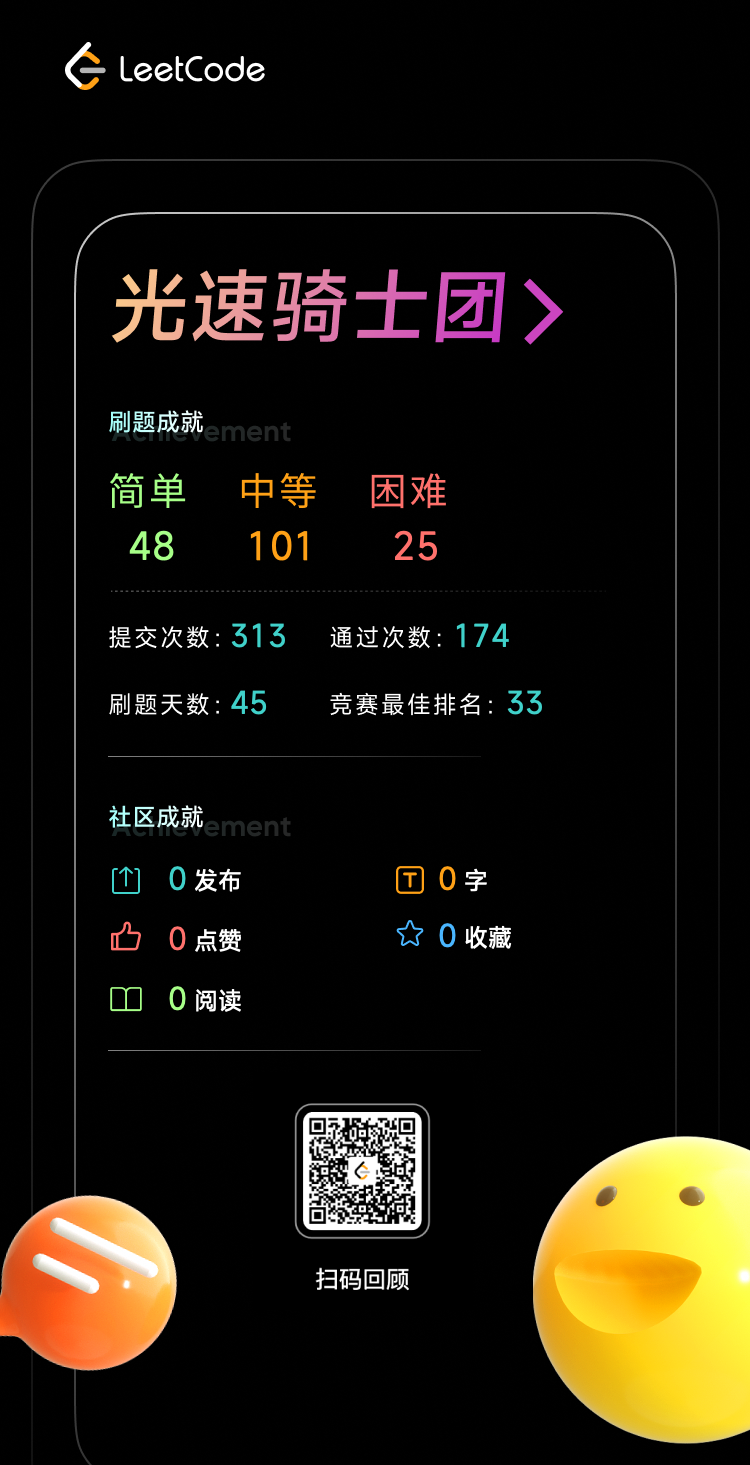 LeetCode
光速骑士团
刷题成就
Achievement
简单 中等 困难
48 101 25
提交次数: 313 通过次数: 174
刷题天数: 45 竞赛最佳排名: 33
社区成就
Achievement
0 发布 T 0 字
0 点赞 0 收藏
0 阅读
扫码回顾